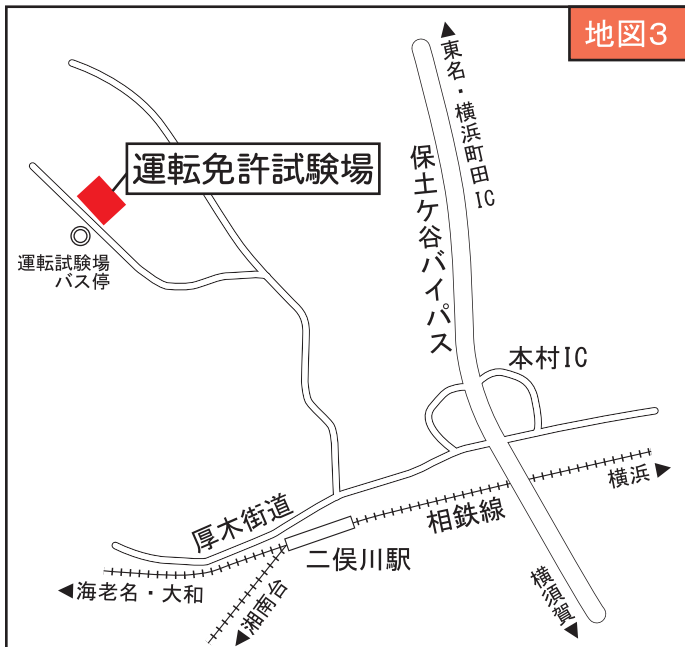 地図3
東名・横浜町田IC
保土ケ谷バイパス
運転免許試験場
運転試験場
バス停
本村IC
横浜
相鉄線
厚木街道
二俣川駅
海老名・大和
湘南台
横須賀